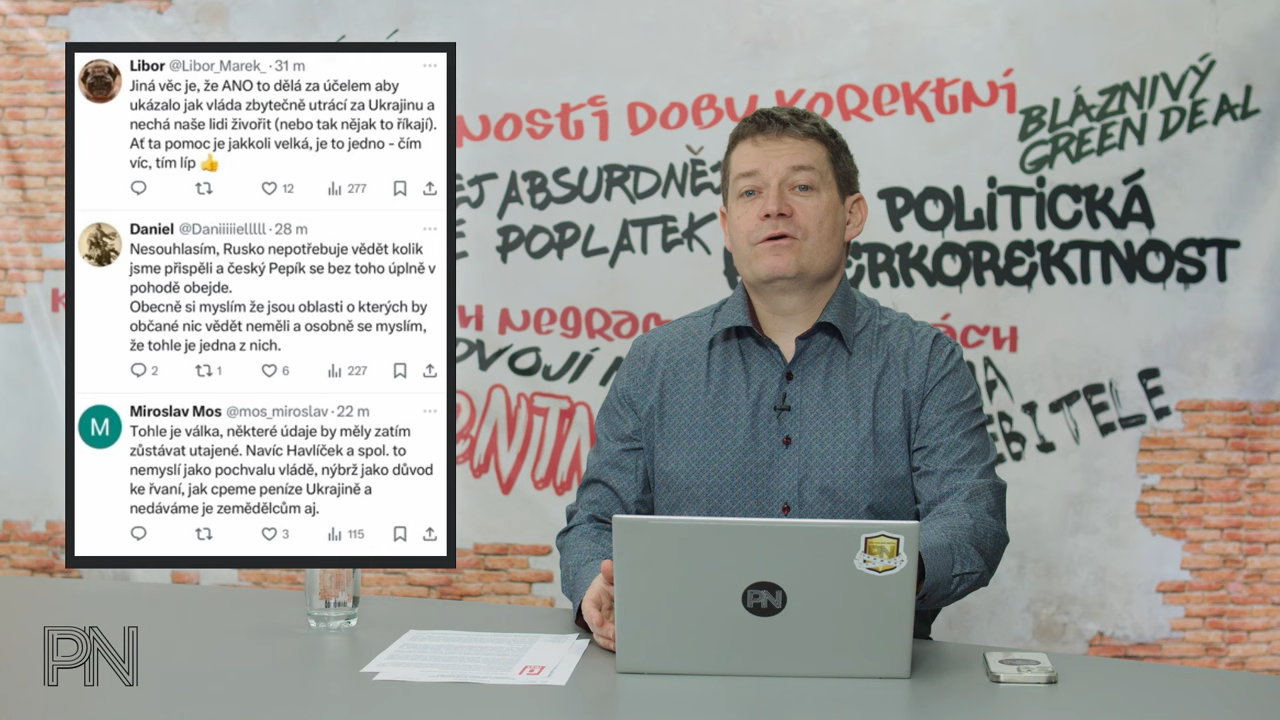 Libor @Libor_Marek_ · 31 m
Jiná věc je, že ANO to dělá za účelem aby
ukázalo jak vláda zbytečně utrácí za Ukrajinu a
nechá naše lidi živořit (nebo tak nějak to říkají).
Ať ta pomoc je jakkoli velká, je to jedno - čím
víc, tím líp 👍
12 277
Daniel @Daniiiiielllll · 28 m
Nesouhlasím, Rusko nepotřebuje vědět kolik
jsme přispěli a český Pepík se bez toho úplně v
pohodě obejde.
Obecně si myslím že jsou oblasti o kterých by
občané nic vědět neměli a osobně se myslím,
že tohle je jedna z nich.
2 1 6 227
M
Miroslav Mos @mos_miroslav · 22 m
Tohle je válka, některé údaje by měly zatím
zůstávat utajené. Navíc Havlíček a spol. to
nemyslí jako pochvalu vládě, nýbrž jako důvod
ke řvaní, jak cpeme peníze Ukrajině a
nedáváme je zemědělcům aj.
3 115
DOBY KOREKTNÍ
BLÁZNIVÝ
GREEN DEAL
POPLATEK
POLITICKÁ
PN
PN